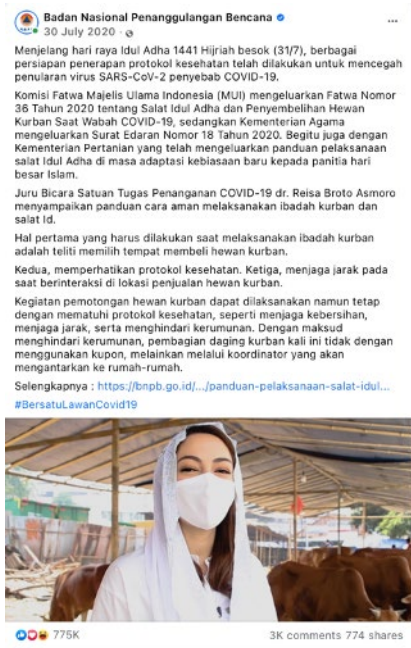 Badan Nasional Penanggulangan Bencana
30 July 2020 ·
Menjelang hari raya Idul Adha 1441 Hijriah besok (31/7), berbagai
persiapan penerapan protokol kesehatan telah dilakukan untuk mencegah
penularan virus SARS-CoV-2 penyebab COVID-19.
Komisi Fatwa Majelis Ulama Indonesia (MUI) mengeluarkan Fatwa Nomor
36 Tahun 2020 tentang Salat Idul Adha dan Penyembelihan Hewan
Kurban Saat Wabah COVID-19, sedangkan Kementerian Agama
mengeluarkan Surat Edaran Nomor 18 Tahun 2020. Begitu juga dengan
Kementerian Pertanian yang telah mengeluarkan panduan pelaksanaan
salat Idul Adha di masa adaptasi kebiasaan baru kepada panitia hari
besar Islam.
Juru Bicara Satuan Tugas Penanganan COVID-19 dr. Reisa Broto Asmoro
menyampaikan panduan cara aman melaksanakan ibadah kurban dan
salat Id.
Hal pertama yang harus dilakukan saat melaksanakan ibadah kurban
adalah teliti memilih tempat membeli hewan kurban.
Kedua, memperhatikan protokol kesehatan. Ketiga, menjaga jarak pada
saat berinteraksi di lokasi penjualan hewan kurban.
Kegiatan pemotongan hewan kurban dapat dilaksanakan namun tetap
dengan mematuhi protokol kesehatan, seperti menjaga kebersihan,
menjaga jarak, serta menghindari kerumunan. Dengan maksud
menghindari kerumunan, pembagian daging kurban kali ini tidak dengan
menggunakan kupon, melainkan melalui koordinator yang akan
mengantarkan ke rumah-rumah.
Selengkapnya : https://bnpb.go.id/.../panduan-pelaksanaan-salat-idul...
#BersatuLawanCovid19
775K
3K comments 774 shares